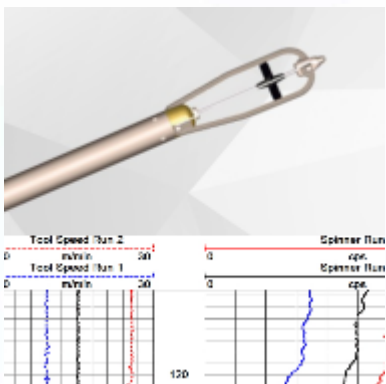 Tool Speed Run 2
0 m/min 30
Tool Speed Run 1
0 m/min 30
Spinner Run
0 cps
Spinner Run
0 cps
120